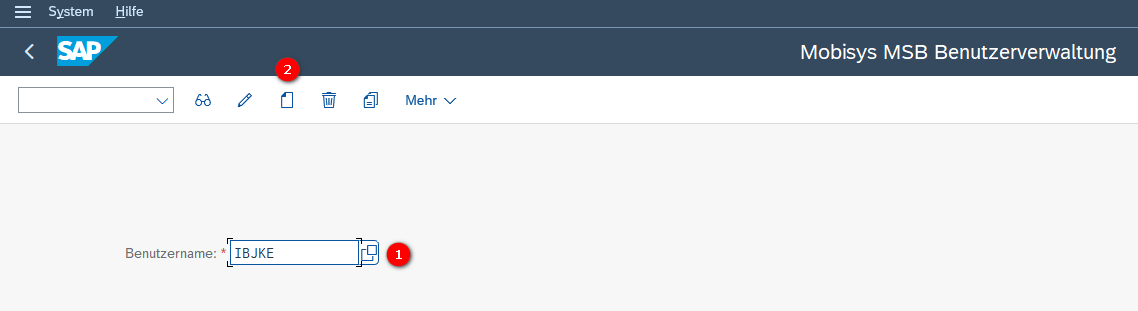 System Hilfe
SAP
Mobisys MSB Benutzerverwaltung
2
Mehr
Benutzername: * IBJKE
1